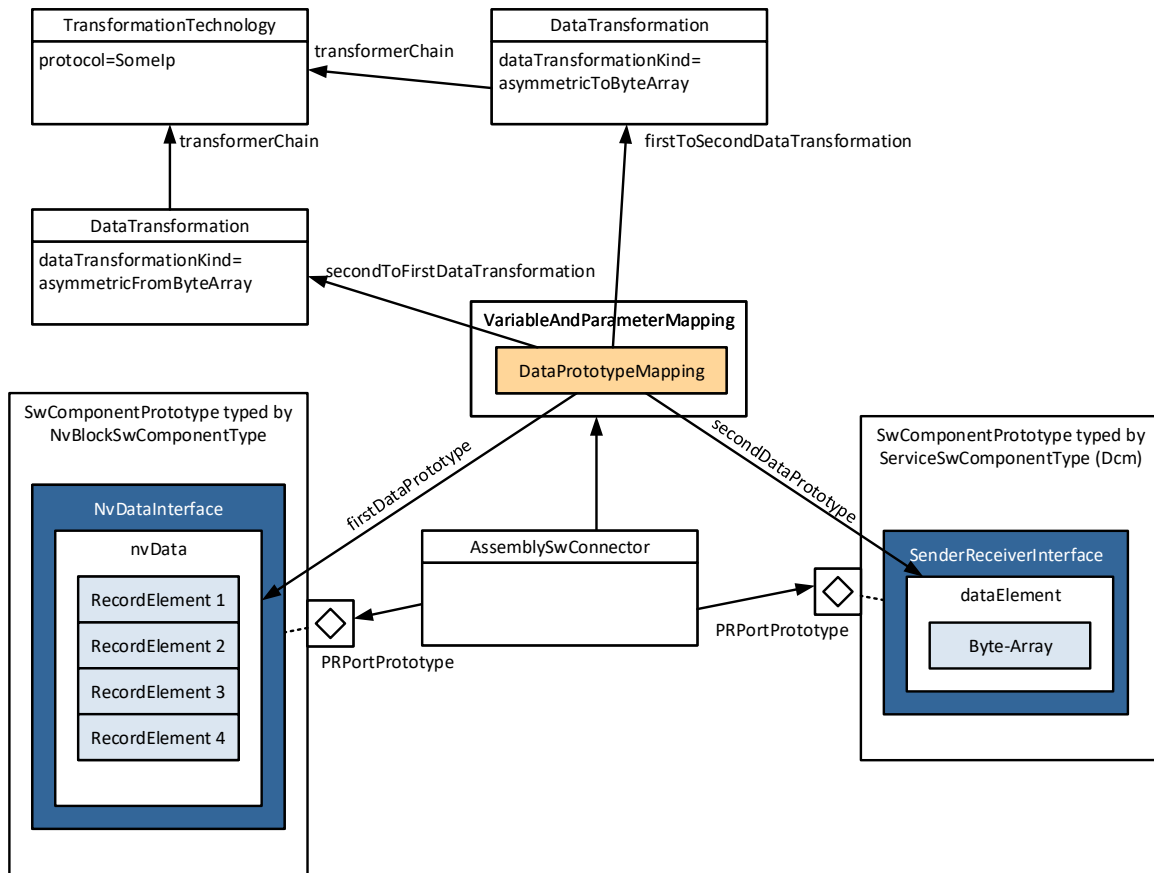 TransformationTechnology
protocol=SomeIp
transformerChain
DataTransformation
dataTransformationKind=
asymmetricToByteArray
transformerChain
firstToSecondDataTransformation
DataTransformation
dataTransformationKind=
asymmetricFromByteArray
secondToFirstDataTransformation
VariableAndParameterMapping
DataPrototypeMapping
SwComponentPrototype typed by
NvBlockSwComponentType
NvDataInterface
nvData
RecordElement 1
RecordElement 2
RecordElement 3
RecordElement 4
firstDataPrototype
secondDataPrototype
AssemblySwConnector
PRPortPrototype
PRPortPrototype
SwComponentPrototype typed by
ServiceSwComponentType (Dcm)
SenderReceiverInterface
dataElement
Byte-Array